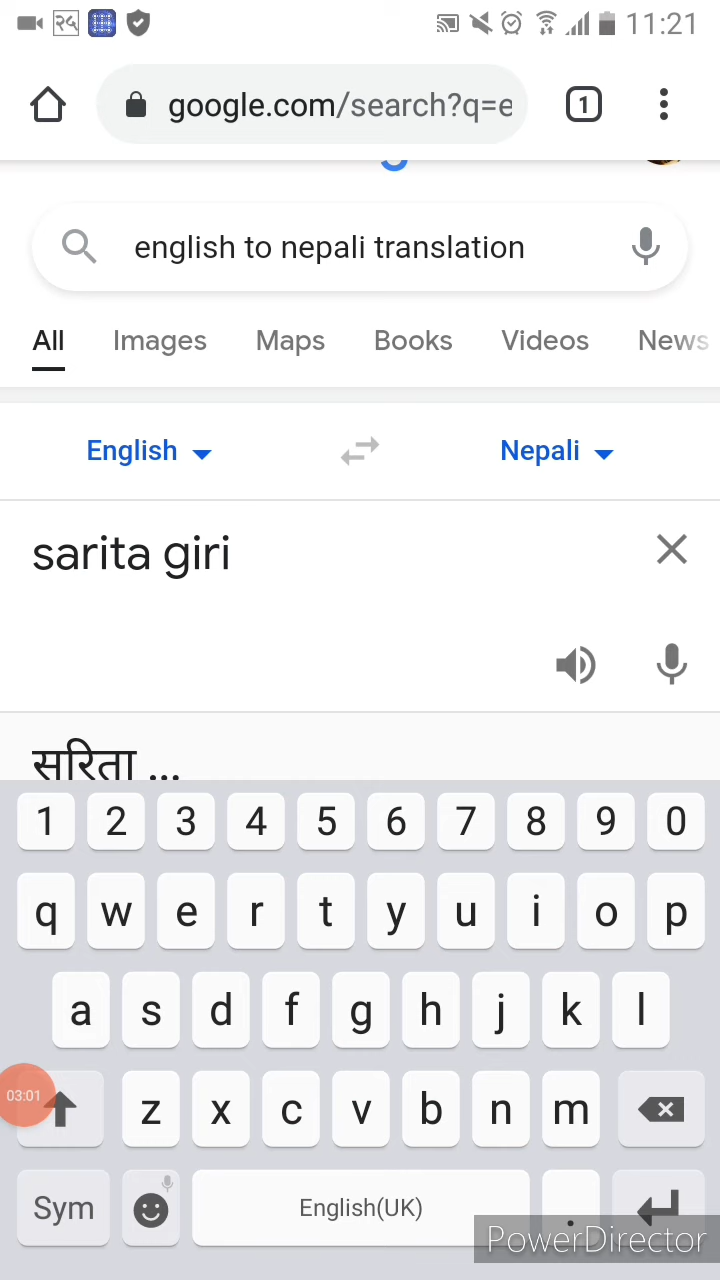 २५ 11:21
google.com/search?q=e 1
english to nepali translation
All Images Maps Books Videos News
English Nepali
sarita giri
सरिता ...
1 2 3 4 5 6 7 8 9 0
q w e r t y u i o p
a s d f g h j k l
03:01
z x c v b n m
Sym English(UK) .
PowerDirector